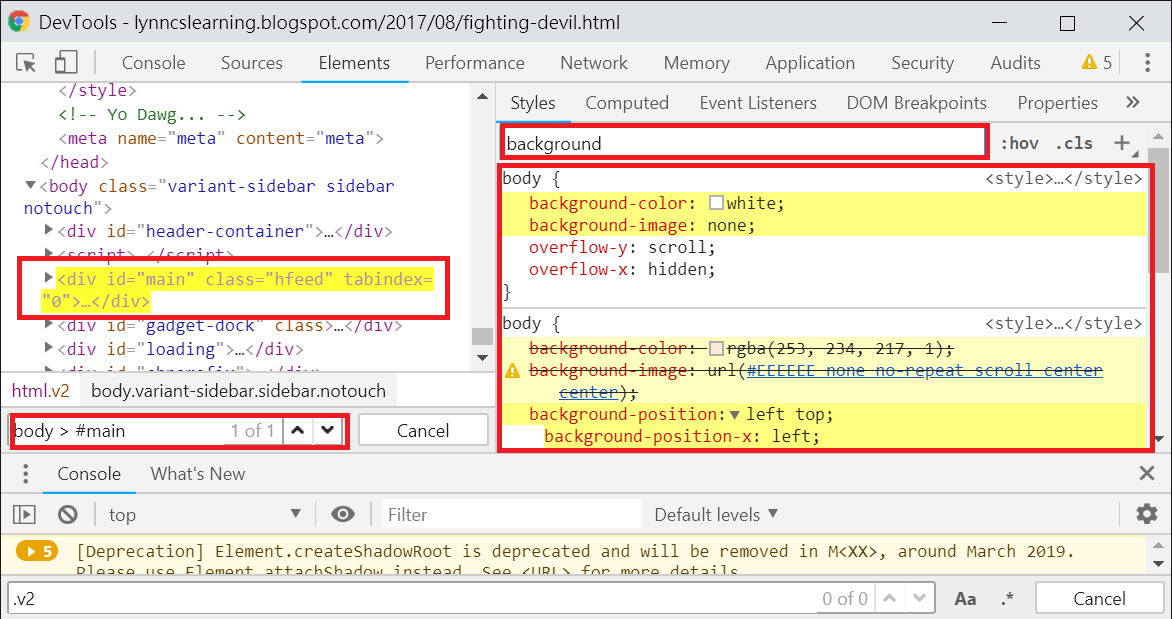 DevTools - lynncslearning.blogspot.com/2017/08/fighting-devil.html
Console Sources Elements Performance Network Memory Application Security Audits 5
</style>
<!-- Yo Dawg... -->
<meta name="meta" content="meta">
</head>
<body class="variant-sidebar sidebar
notouch">
<div id="header-container">…</div>
<script> </script>
<div id="main" class="hfeed" tabindex=
"0">…</div>
<div id="gadget-dock" class>…</div>
<div id="loading">…</div>
html.v2 body.variant-sidebar.sidebar.notouch
body > #main 1 of 1 Cancel
Styles Computed Event Listeners DOM Breakpoints Properties »
background :hov .cls +
body { <style>…</style>
background-color: white;
background-image: none;
overflow-y: scroll;
overflow-x: hidden;
}
body { <style>…</style>
background-color: rgba(253, 234, 217, 1);
background-image: url(#EEEEEE none no-repeat scroll center
center);
background-position: left top;
background-position-x: left;
Console What's New
top Filter Default levels
5 [Deprecation] Element.createShadowRoot is deprecated and will be removed in M<XX>, around March 2019.
Please use Element.attachShadow instead. See <URL> for more details.
.v2 0 of 0 Aa .* Cancel